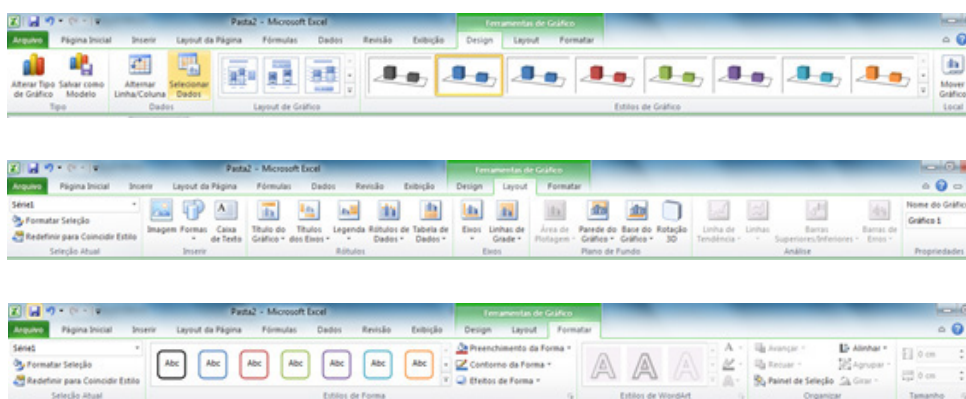 Pasta2 - Microsoft Excel
Ferramentas de Gráfico
Arquivo Página Inicial Inserir Layout da Página Fórmulas Dados Revisão Exibição Design Layout Formatar
Alterar Tipo de Gráfico Salvar como Modelo Alternar Linha/Coluna Selecionar Dados Mover Gráfico
Tipo Dados Layout de Gráfico Estilos de Gráfico Local
Pasta2 - Microsoft Excel
Ferramentas de Gráfico
Arquivo Página Inicial Inserir Layout da Página Fórmulas Dados Revisão Exibição Design Layout Formatar
Série1
Formatar Seleção
Redefinir para Coincidir Estilo
Imagem Formas Caixa de Texto Título do Gráfico Títulos dos Eixos Legenda Rótulos de Dados Tabela de Dados Eixos Linhas de Grade Área de Plotagem Parede do Gráfico Base do Gráfico Rotação 3D Linha de Tendência Linhas Barras Superiores/Inferiores Barras de Erros
Nome do Gráfico
Gráfico 1
Seleção Atual Inserir Rótulos Eixos Plano de Fundo Análise Propriedades
Pasta2 - Microsoft Excel
Ferramentas de Gráfico
Arquivo Página Inicial Inserir Layout da Página Fórmulas Dados Revisão Exibição Design Layout Formatar
Série1
Formatar Seleção
Redefinir para Coincidir Estilo
Abc Abc Abc Abc Abc Abc Abc
Preenchimento da Forma
Contorno da Forma
Efeitos de Forma
A A A
Avançar Alinhar
Recuar Agrupar
Painel de Seleção Girar
0 cm
0 cm
Seleção Atual Estilos de Forma Estilos de WordArt Organizar Tamanho